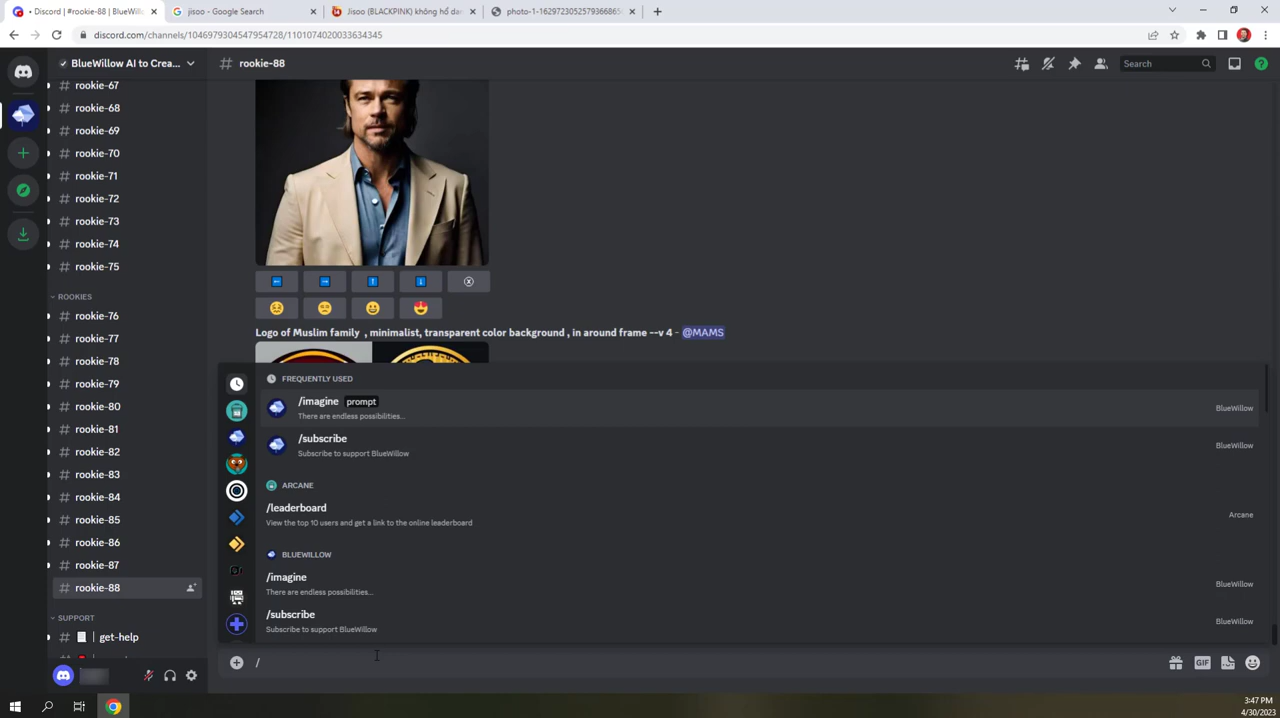 • Discord | #rookie-88 | BlueWillo
jisoo - Google Search
Jisoo (BLACKPINK) không hổ dan
photo-1-1629723052579366865
discord.com/channels/1046979304547954728/1101074020033634345
BlueWillow AI to Crea...
rookie-88
Search
rookie-67
rookie-68
rookie-69
rookie-70
rookie-71
rookie-72
rookie-73
rookie-74
rookie-75
ROOKIES
rookie-76
rookie-77
rookie-78
rookie-79
rookie-80
rookie-81
rookie-82
rookie-83
rookie-84
rookie-85
rookie-86
rookie-87
rookie-88
SUPPORT
| get-help
Logo of Muslim family , minimalist, transparent color background , in around frame --v 4 - @MAMS
FREQUENTLY USED
/imagine prompt
There are endless possibilities...
BlueWillow
/subscribe
Subscribe to support BlueWillow
BlueWillow
ARCANE
/leaderboard
View the top 10 users and get a link to the online leaderboard
Arcane
BLUEWILLOW
/imagine
There are endless possibilities...
BlueWillow
/subscribe
Subscribe to support BlueWillow
BlueWillow
/
GIF
3:47 PM
4/30/2023